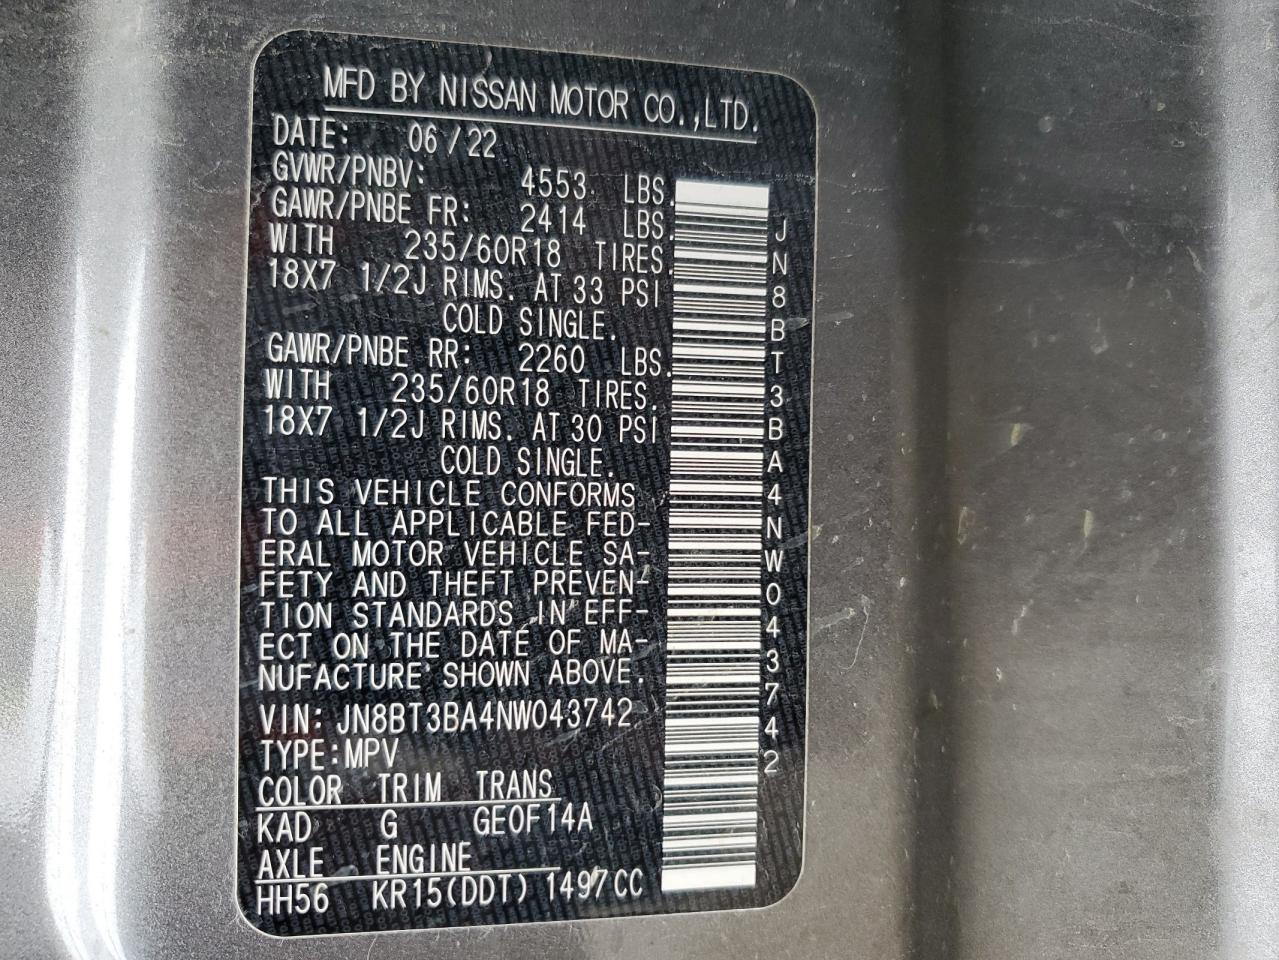 MFD BY NISSAN MOTOR CO.,LTD.
DATE: 06/22
GVWR/PNBV: 4553 LBS.
GAWR/PNBE FR: 2414 LBS.
WITH 235/60R18 TIRES.
18X7 1/2J RIMS. AT 33 PSI
COLD SINGLE.
GAWR/PNBE RR: 2260 LBS.
WITH 235/60R18 TIRES.
18X7 1/2J RIMS. AT 30 PSI
COLD SINGLE.
THIS VEHICLE CONFORMS
TO ALL APPLICABLE FED-
ERAL MOTOR VEHICLE SA-
FETY AND THEFT PREVEN-
TION STANDARDS IN EFF-
ECT ON THE DATE OF MA-
NUFACTURE SHOWN ABOVE.
VIN: JN8BT3BA4NW043742
TYPE:MPV
COLOR TRIM TRANS
KAD G GE0F14A
AXLE ENGINE
HH56 KR15(DDT) 1497CC
JN8BT3BA4NW043742